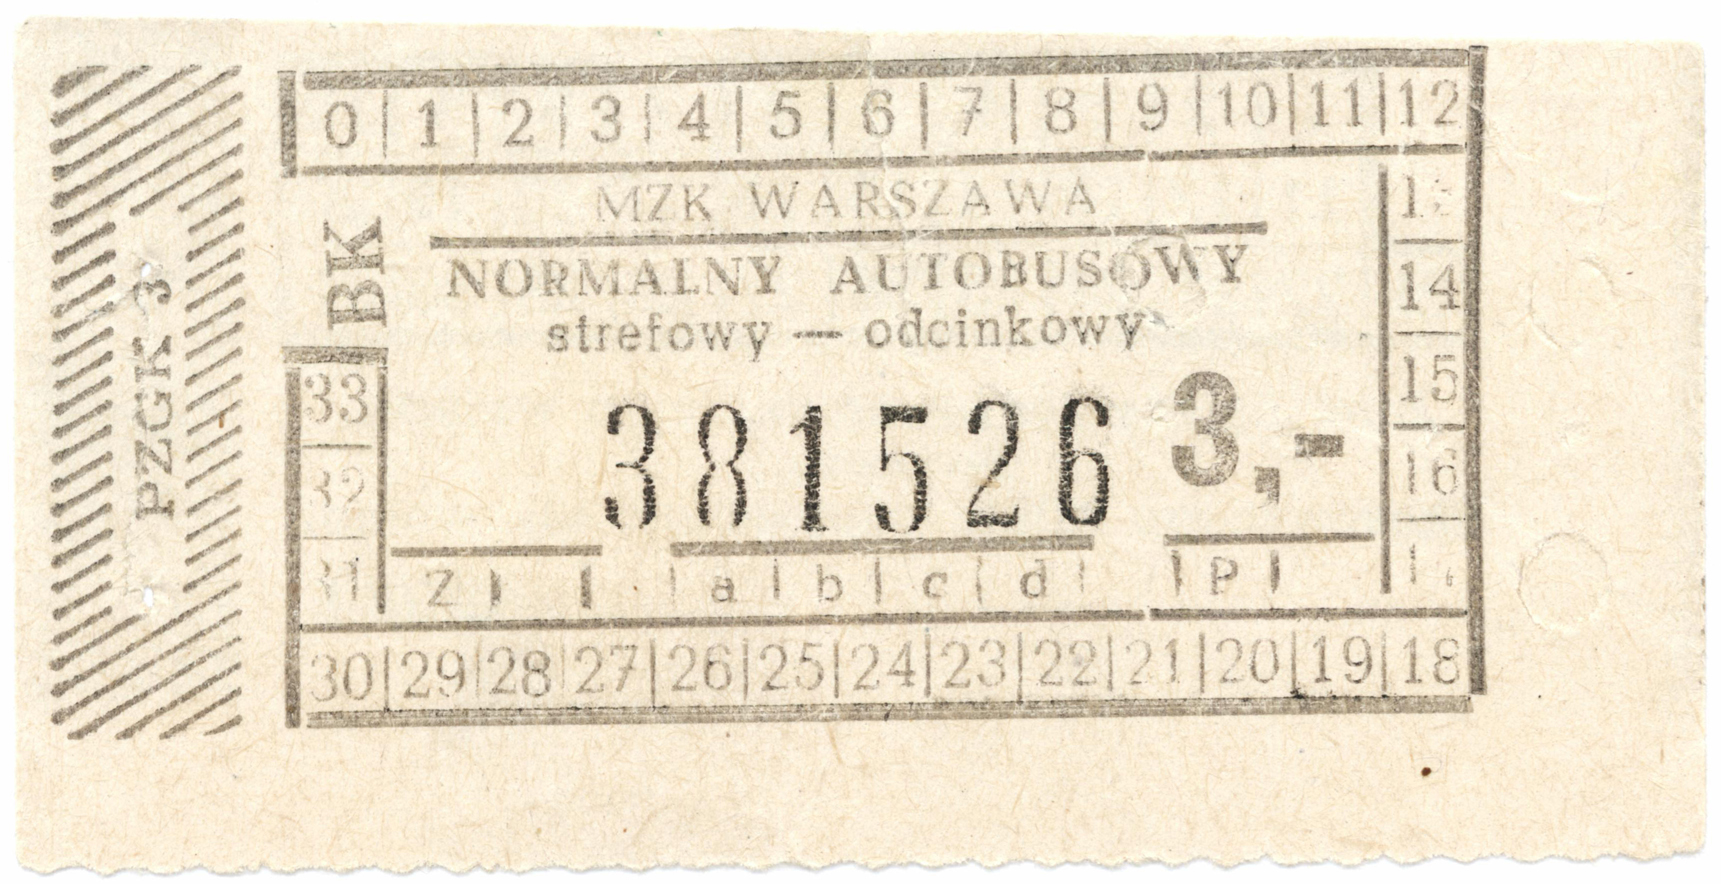 0 1 2 3 4 5 6 7 8 9 10 11 12
MZK WARSZAWA
NORMALNY AUTOBUSOWY
strefowy — odcinkowy
381526 3,-
Z a b c d P
BK
PZGK 3
33
32
31
14
15
16
30 29 28 27 26 25 24 23 22 21 20 19 18